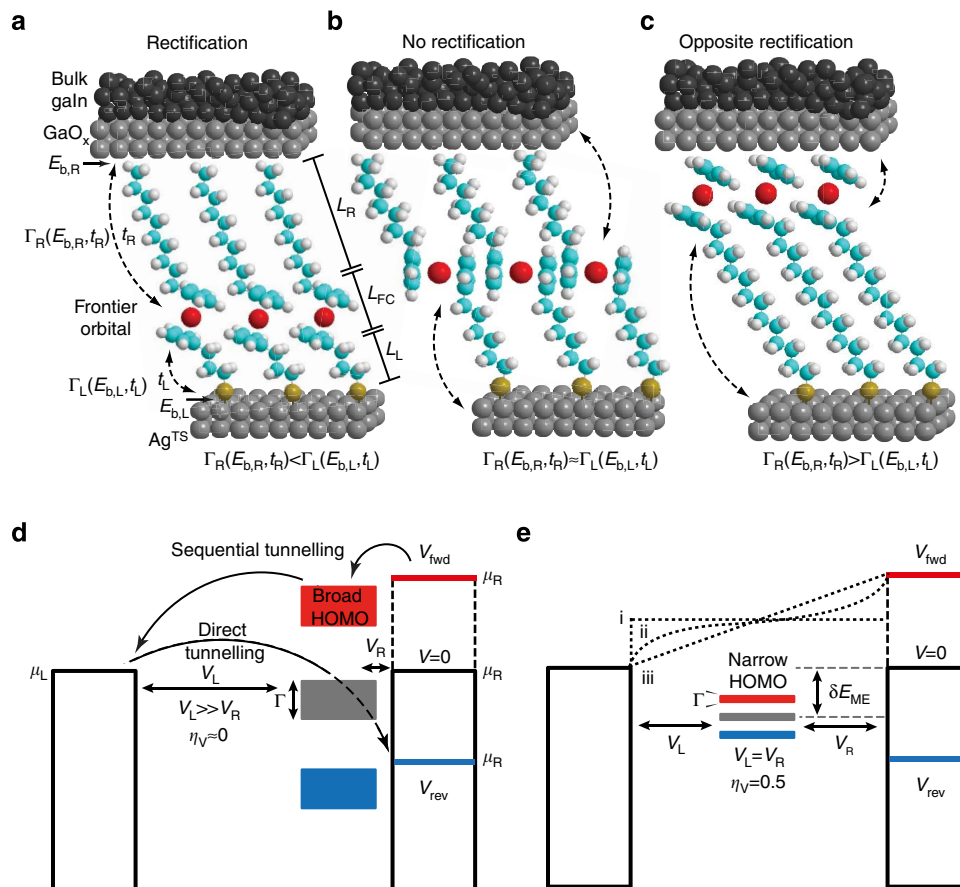 a
Rectification
Bulk
gaIn
GaOx
Eb,R
ΓR(Eb,R,tR)
tR
Frontier
orbital
tL
ΓL(Eb,L,tL)
Eb,L
AgTS
LR
LFC
LL
ΓR(Eb,R,tR)<ΓL(Eb,L,tL)
b
No rectification
ΓR(Eb,R,tR)≈ΓL(Eb,L,tL)
c
Opposite rectification
ΓR(Eb,R,tR)>ΓL(Eb,L,tL)
d
Sequential tunnelling
Vfwd
μR
Broad
HOMO
Direct
tunnelling
VR
V=0
μL
μR
VL
Γ
VL≫VR
ηV≈0
μR
Vrev
e
Vfwd
i
ii
iii
Narrow
HOMO
V=0
Γ
δEME
VL
VR
VL=VR
ηV=0.5
Vrev